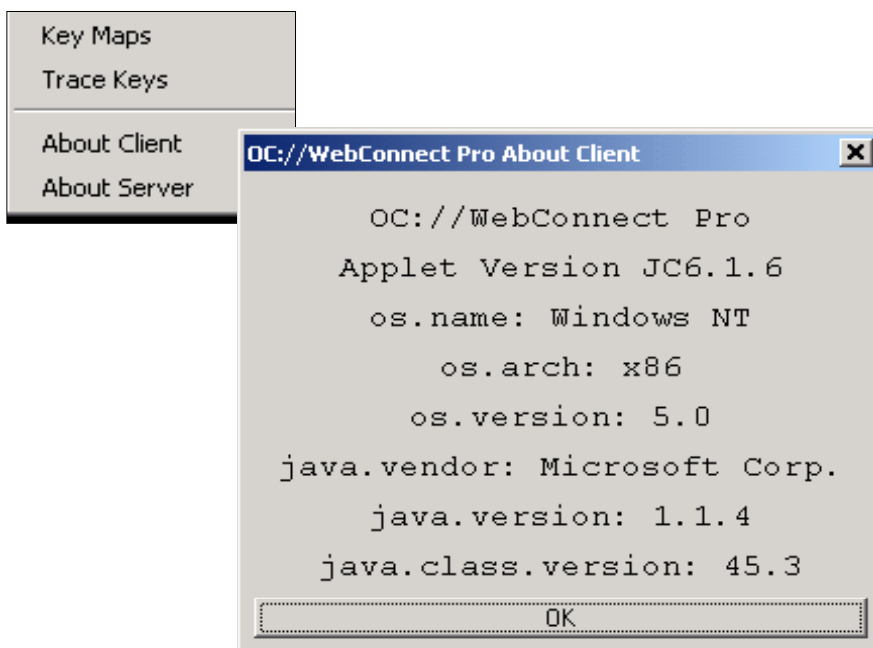 Key Maps
Trace Keys
About Client
About Server
OC://WebConnect Pro About Client
OC://WebConnect Pro
Applet Version JC6.1.6
os.name: Windows NT
os.arch: x86
os.version: 5.0
java.vendor: Microsoft Corp.
java.version: 1.1.4
java.class.version: 45.3
OK